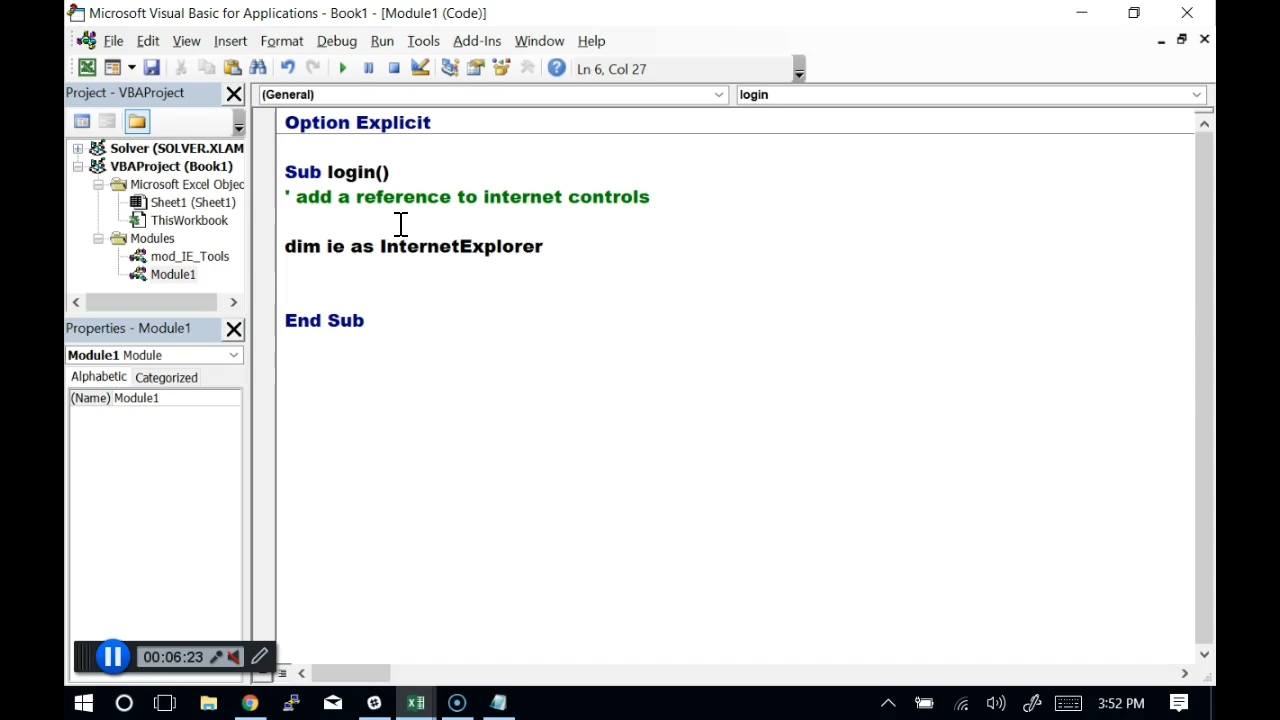 Microsoft Visual Basic for Applications - Book1 - [Module1 (Code)]
File Edit View Insert Format Debug Run Tools Add-Ins Window Help
Ln 6, Col 27
Project - VBAProject
(General)
login
Solver (SOLVER.XLAM
VBAProject (Book1)
Microsoft Excel Objec
Sheet1 (Sheet1)
ThisWorkbook
Modules
mod_IE_Tools
Module1
Properties - Module1
Module1 Module
Alphabetic Categorized
(Name) Module1
Option Explicit
Sub login()
' add a reference to internet controls
dim ie as InternetExplorer
End Sub
00:06:23
3:52 PM